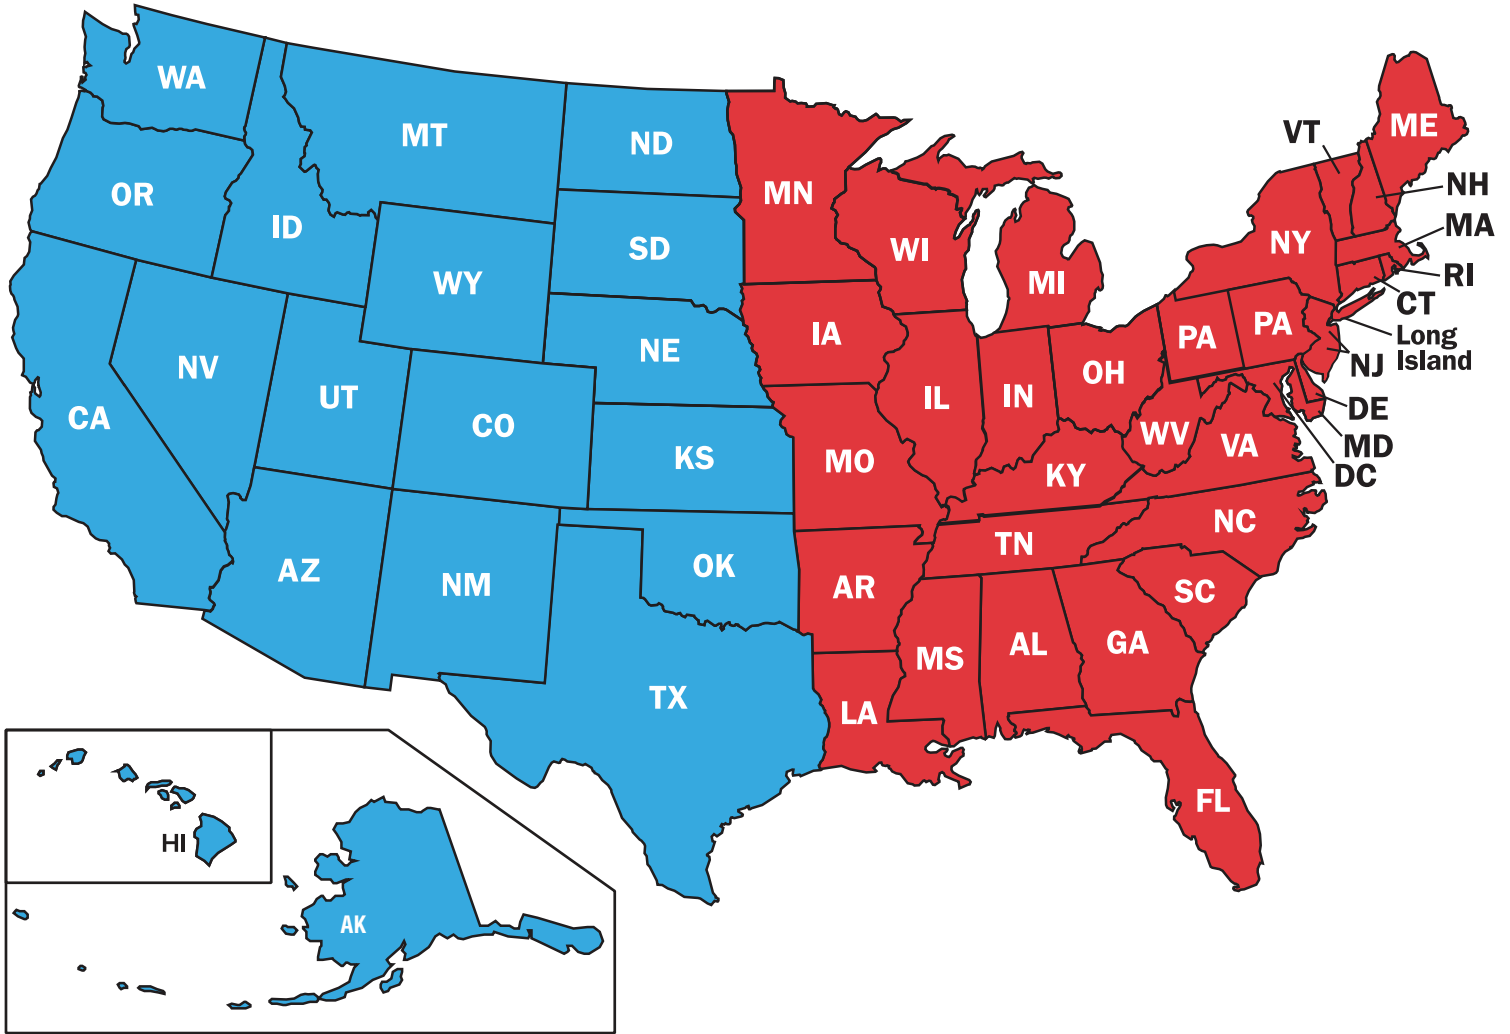 WA
MT
ND
MN
OR
ID
WY
SD
WI
MI
NY
VT
ME
NH
MA
RI
CT
Long
Island
NJ
CA
NV
UT
CO
NE
IA
IL
IN
OH
PA
PA
DE
MD
DC
WV
VA
KS
MO
KY
AZ
NM
OK
AR
TN
NC
SC
TX
LA
MS
AL
GA
FL
HI
AK